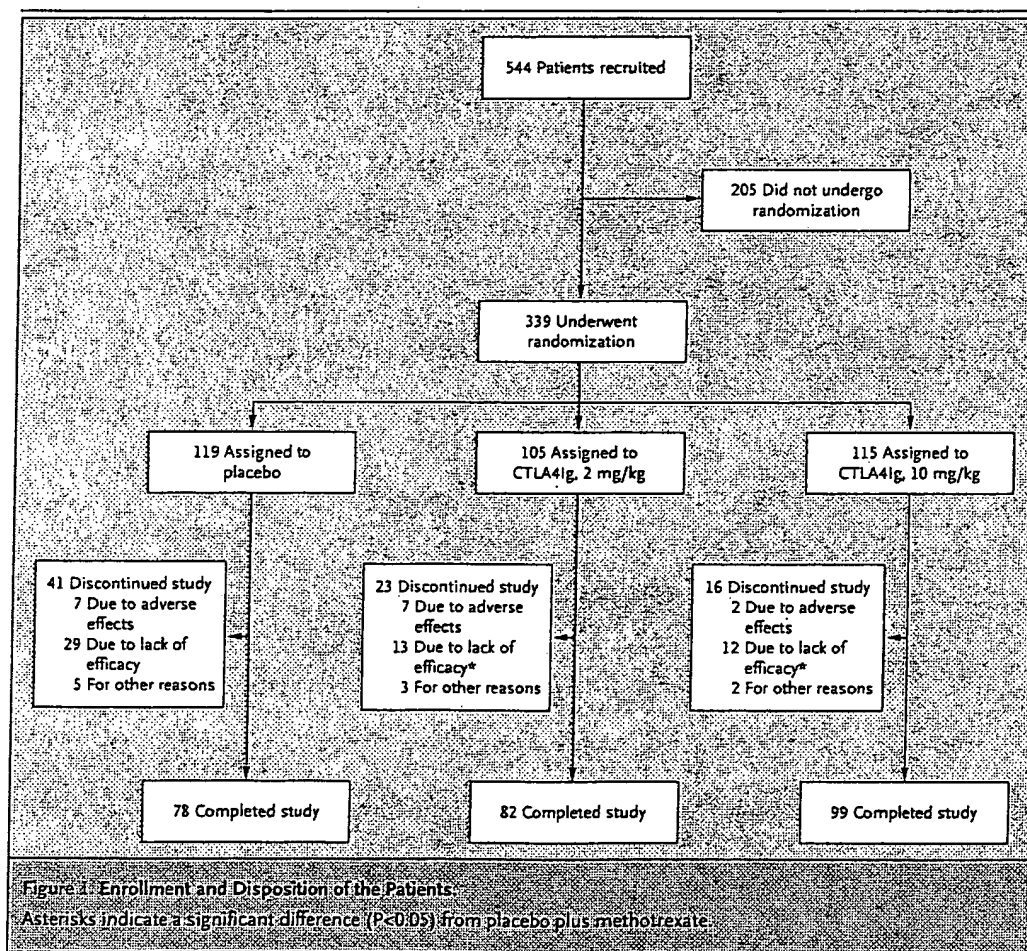 544 Patients recruited
205 Did not undergo
randomization
339 Underwent
randomization
119 Assigned to
placebo
105 Assigned to
CTLA4Ig, 2 mg/kg
115 Assigned to
CTLA4Ig, 10 mg/kg
41 Discontinued study
7 Due to adverse
effects
29 Due to lack of
efficacy
5 For other reasons
23 Discontinued study
7 Due to adverse
effects
13 Due to lack of
efficacy*
3 For other reasons
16 Discontinued study
2 Due to adverse
effects
12 Due to lack of
efficacy*
2 For other reasons
78 Completed study
82 Completed study
99 Completed study
Figure 1. Enrollment and Disposition of the Patients.
Asterisks indicate a significant difference (P<0.05) from placebo plus methotrexate.